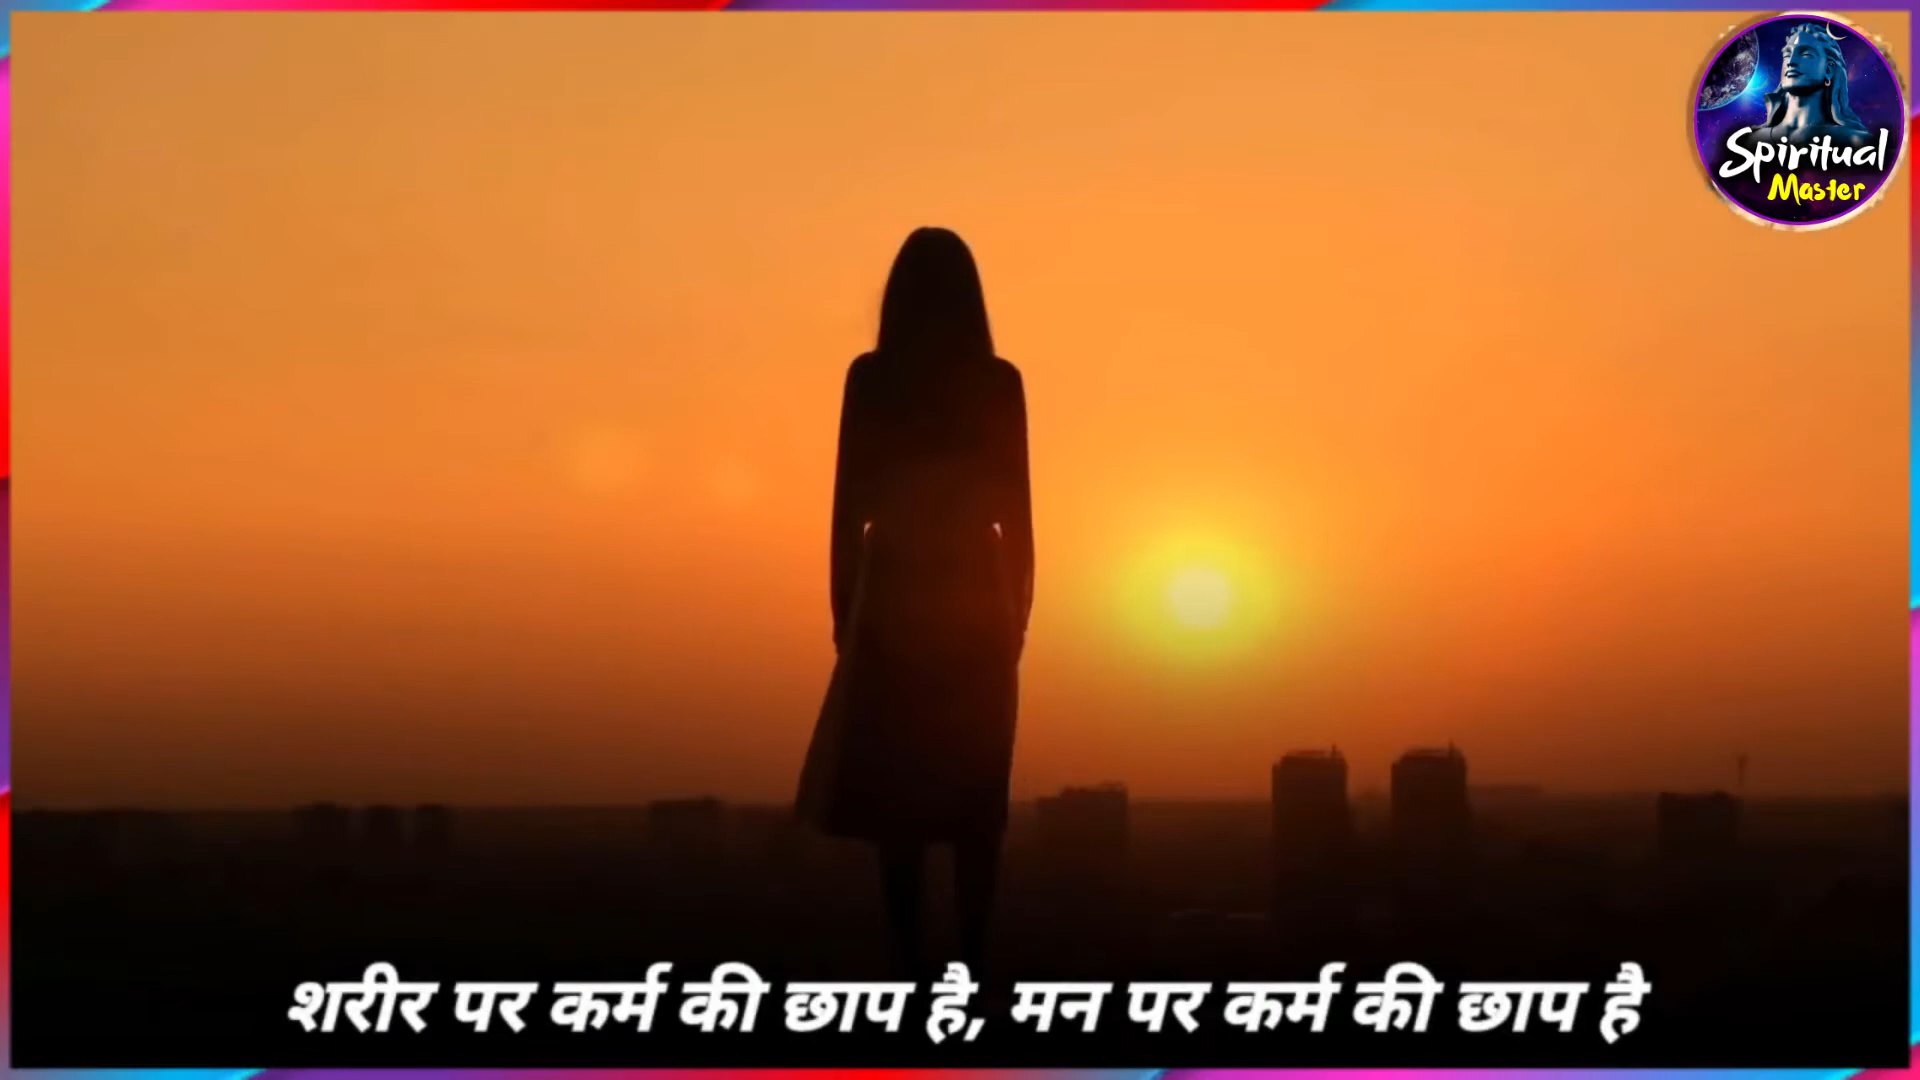 Spiritual
Master
शरीर पर कर्म की छाप है, मन पर कर्म की छाप है